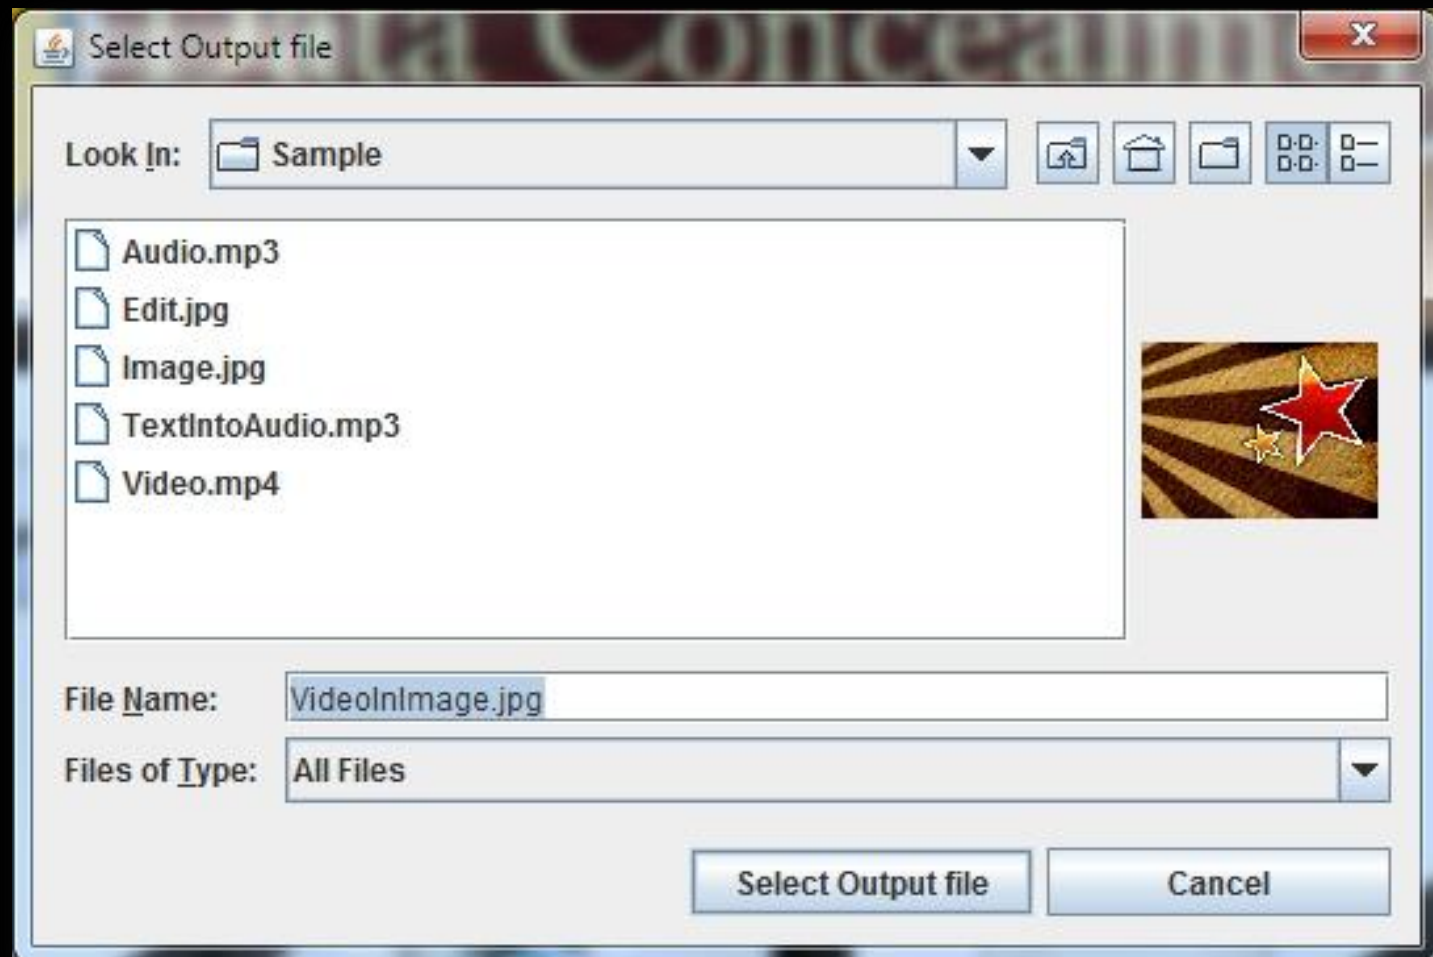 Select Output file
Look In: Sample
Audio.mp3
Edit.jpg
Image.jpg
TextIntoAudio.mp3
Video.mp4
File Name: VideoInImage.jpg
Files of Type: All Files
Select Output file Cancel